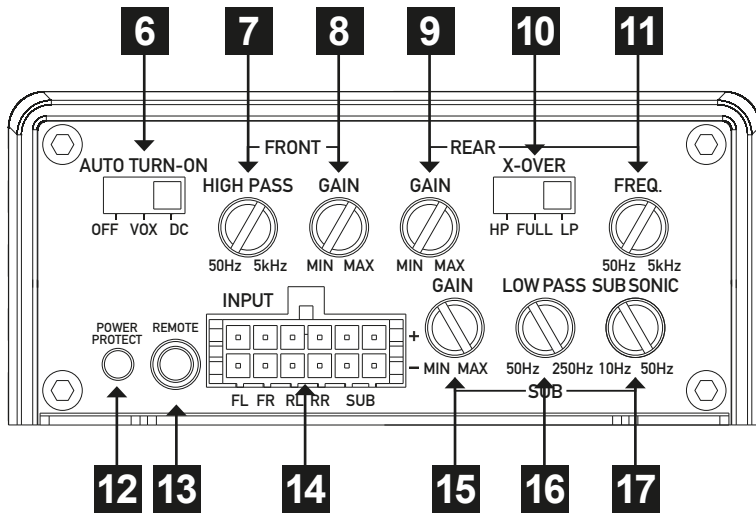 6 7 8 9 10 11
FRONT REAR
AUTO TURN-ON X-OVER
HIGH PASS GAIN GAIN FREQ.
OFF VOX DC HP FULL LP
50Hz 5kHz MIN MAX MIN MAX 50Hz 5kHz
INPUT GAIN LOW PASS SUB SONIC
POWER PROTECT REMOTE +
- MIN MAX 50Hz 250Hz 10Hz 50Hz
FL FR RL RR SUB SUB
12 13 14 15 16 17